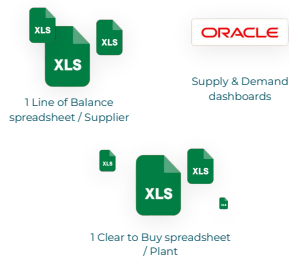 XLS
XLS
XLS
1 Line of Balance
spreadsheet / Supplier
ORACLE
Supply & Demand
dashboards
XLS
XLS
XLS
1 Clear to Buy spreadsheet
/ Plant